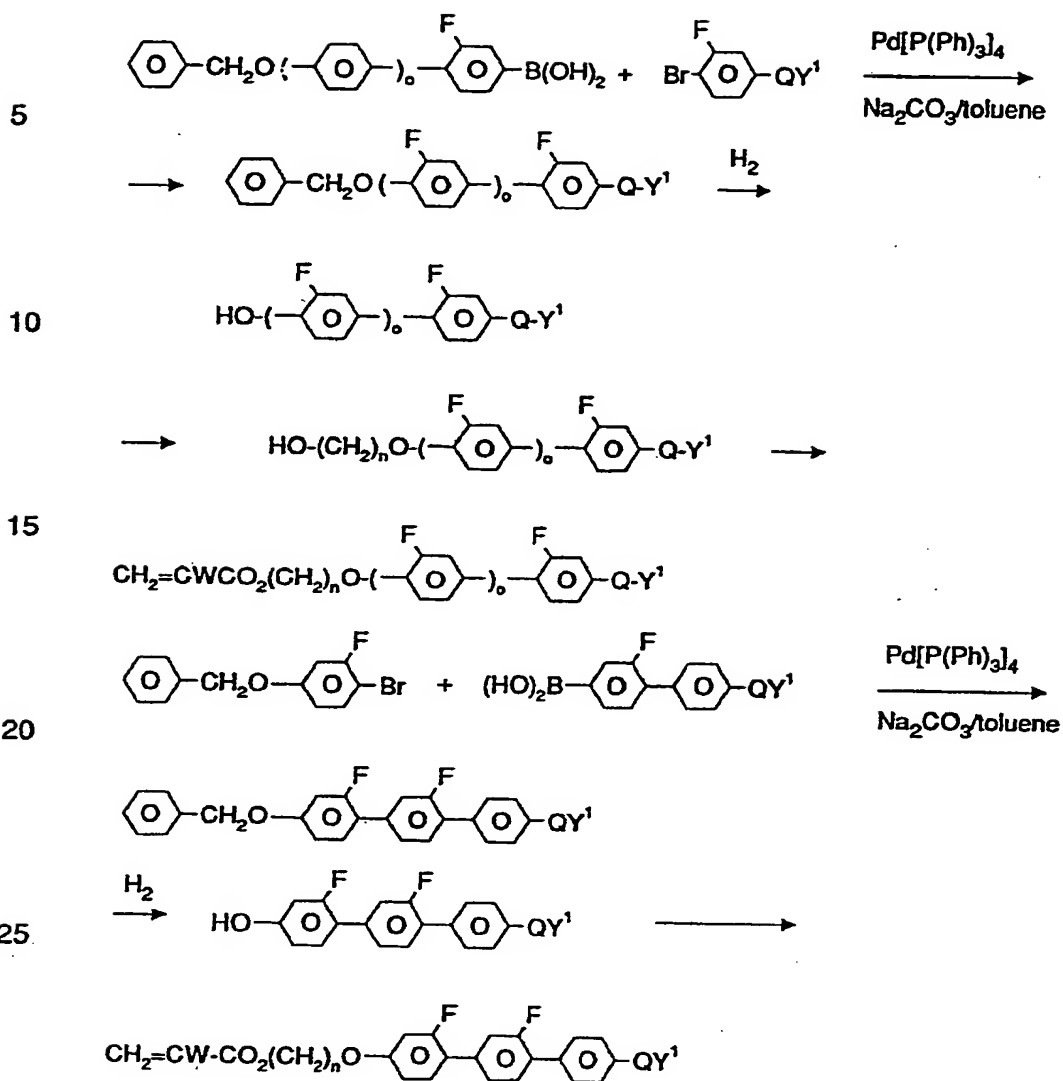 F F Pd[P(Ph)3]4
O CH2O( O )o O B(OH)2 + Br O QY1
5 Na2CO3/toluene
F F
O CH2O( O )o O Q-Y1 H2
F F
10 HO-( O )o O Q-Y1
F F
HO-(CH2)nO-( O )o O Q-Y1
15
F F
CH2=CWCO2(CH2)nO-( O )o O Q-Y1
F F Pd[P(Ph)3]4
O CH2O O Br + (HO)2B O O QY1
20 Na2CO3/toluene
F F
O CH2O O O O QY1
H2 F F
25 HO O O O QY1
F F
CH2=CW-CO2(CH2)nO O O O QY1